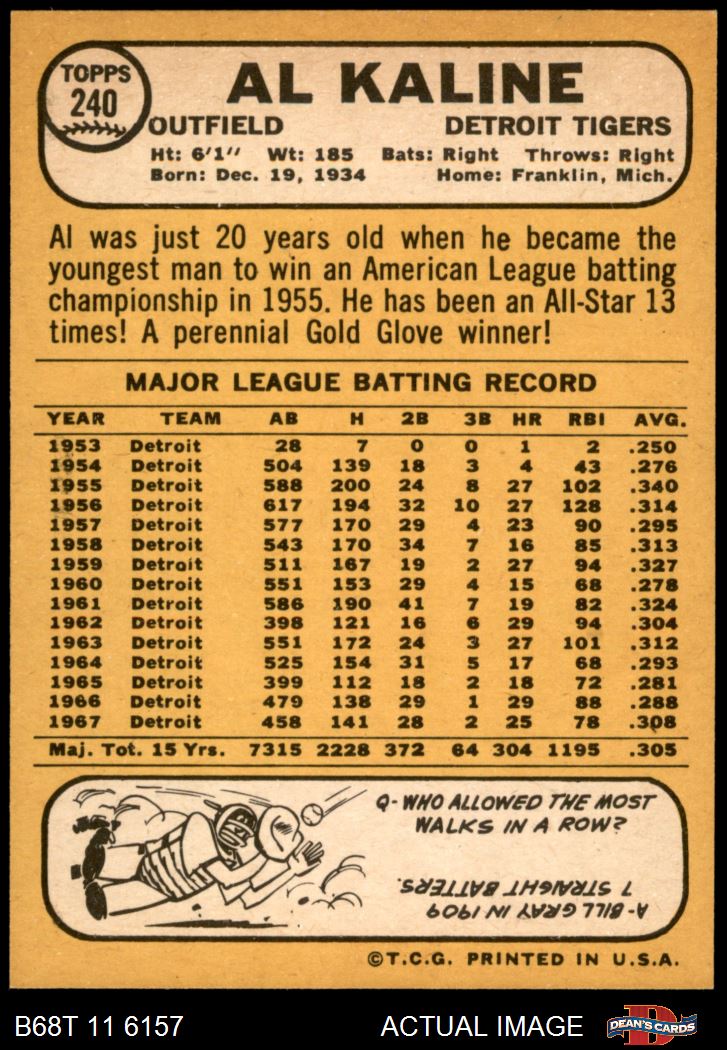 TOPPS
240
AL KALINE
OUTFIELD DETROIT TIGERS
Ht: 6'1" Wt: 185 Bats: Right Throws: Right
Born: Dec. 19, 1934 Home: Franklin, Mich.
Al was just 20 years old when he became the
youngest man to win an American League batting
championship in 1955. He has been an All-Star 13
times! A perennial Gold Glove winner!
MAJOR LEAGUE BATTING RECORD
YEAR TEAM AB H 2B 3B HR RBI AVG.
1953 Detroit 28 7 0 0 1 2 .250
1954 Detroit 504 139 18 3 4 43 .276
1955 Detroit 588 200 24 8 27 102 .340
1956 Detroit 617 194 32 10 27 128 .314
1957 Detroit 577 170 29 4 23 90 .295
1958 Detroit 543 170 34 7 16 85 .313
1959 Detroit 511 167 19 2 27 94 .327
1960 Detroit 551 153 29 4 15 68 .278
1961 Detroit 586 190 41 7 19 82 .324
1962 Detroit 398 121 16 6 29 94 .304
1963 Detroit 551 172 24 3 27 101 .312
1964 Detroit 525 154 31 5 17 68 .293
1965 Detroit 399 112 18 2 18 72 .281
1966 Detroit 479 138 29 1 29 88 .288
1967 Detroit 458 141 28 2 25 78 .308
Maj. Tot. 15 Yrs. 7315 2228 372 64 304 1195 .305
Q-WHO ALLOWED THE MOST
WALKS IN A ROW?
A-BILL GRAY IN 1909
7 STRAIGHT BATTERS.
©T.C.G. PRINTED IN U.S.A.
B68T 11 6157 ACTUAL IMAGE
D
DEAN'S CARDS